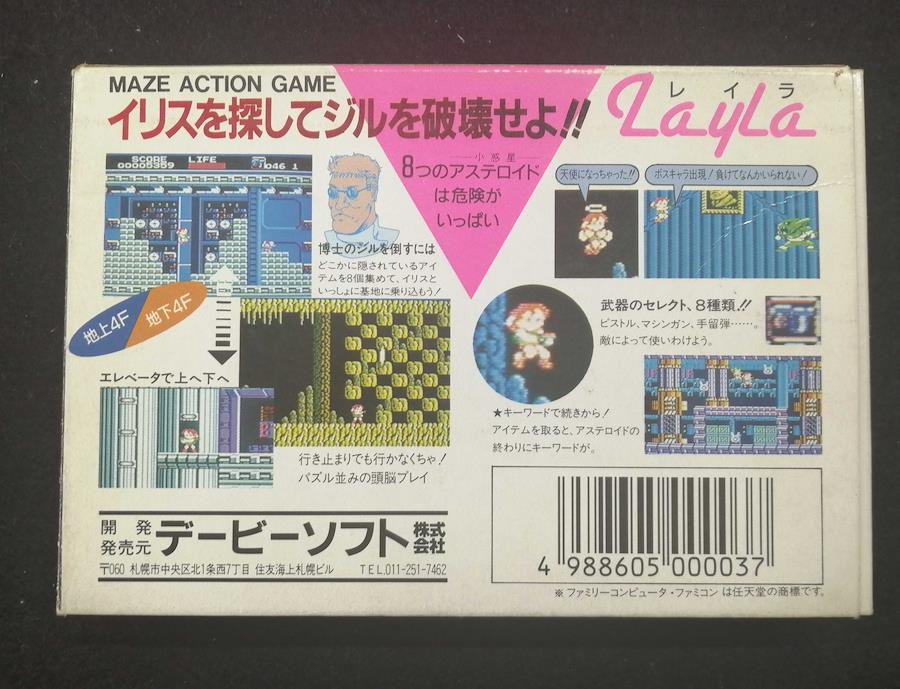 MAZE ACTION GAME
イリスを探してジルを破壊せよ!!
レイラ
Layla
SCORE
00005359
LIFE
046 1
小惑星
8つのアステロイド
は危険が
いっぱい
天使になっちゃった!!
ボスキャラ出現!負けてなんかいられない!
博士のジルを倒すには
どこかに隠されているアイ
テムを8個集めて、イリスと
いっしょに基地に乗り込もう!
地上4F
地下4F
エレベータで上へ下へ
武器のセレクト、8種類.!!
ピストル、マシンガン、手留弾……。
敵によって使いわけよう。
★キーワードで続きから!
アイテムを取ると、アステロイドの
終わりにキーワードが。
行き止まりでも行かなくちゃ!
パズル並みの頭脳プレイ
開発
発売元
デービーソフト株式会社
〒060 札幌市中央区北1条西7丁目 住友海上札幌ビル TEL.011-251-7462
4 988605 000037
※ファミリーコンピュータ・ファミコン は任天堂の商標です。